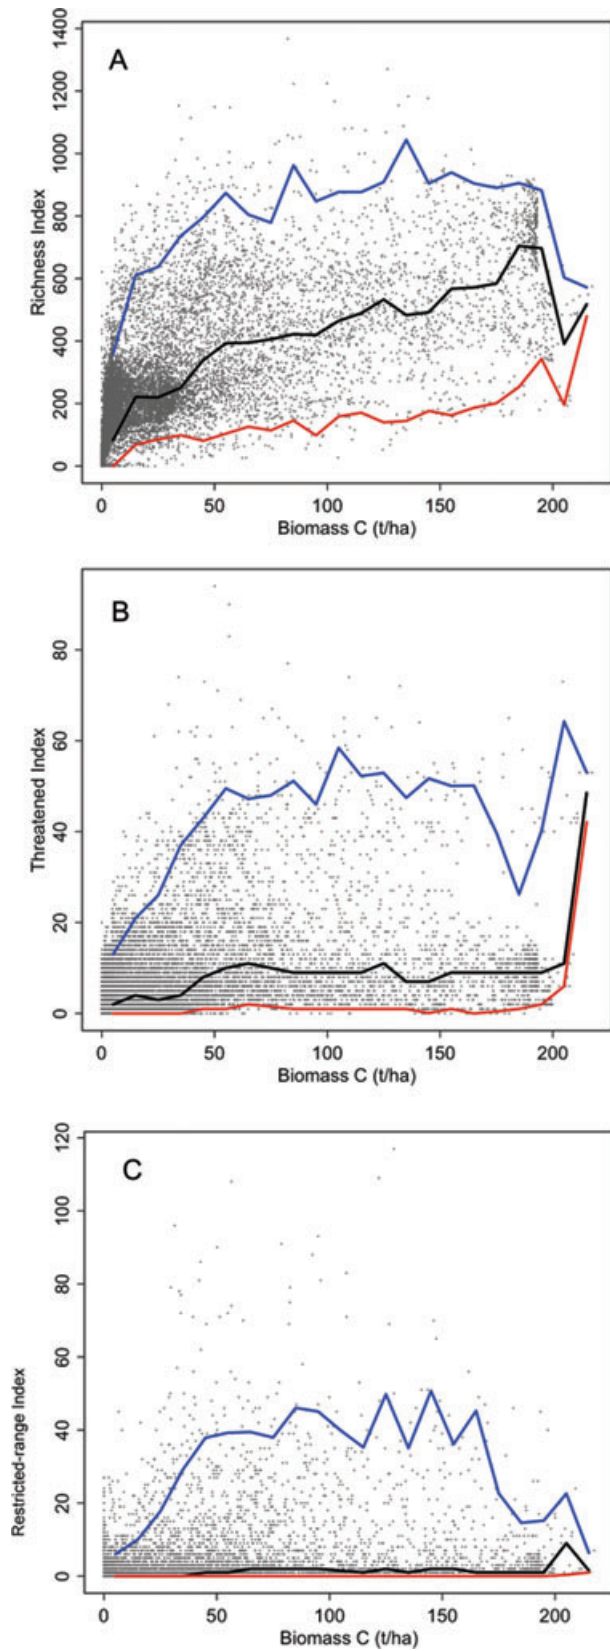 A
Richness Index
1400
1200
1000
800
600
400
200
0
0 50 100 150 200
Biomass C (t/ha)
B
Threatened Index
80
60
40
20
0
0 50 100 150 200
Biomass C (t/ha)
C
Restricted-range Index
120
100
80
60
40
20
0
0 50 100 150 200
Biomass C (t/ha)